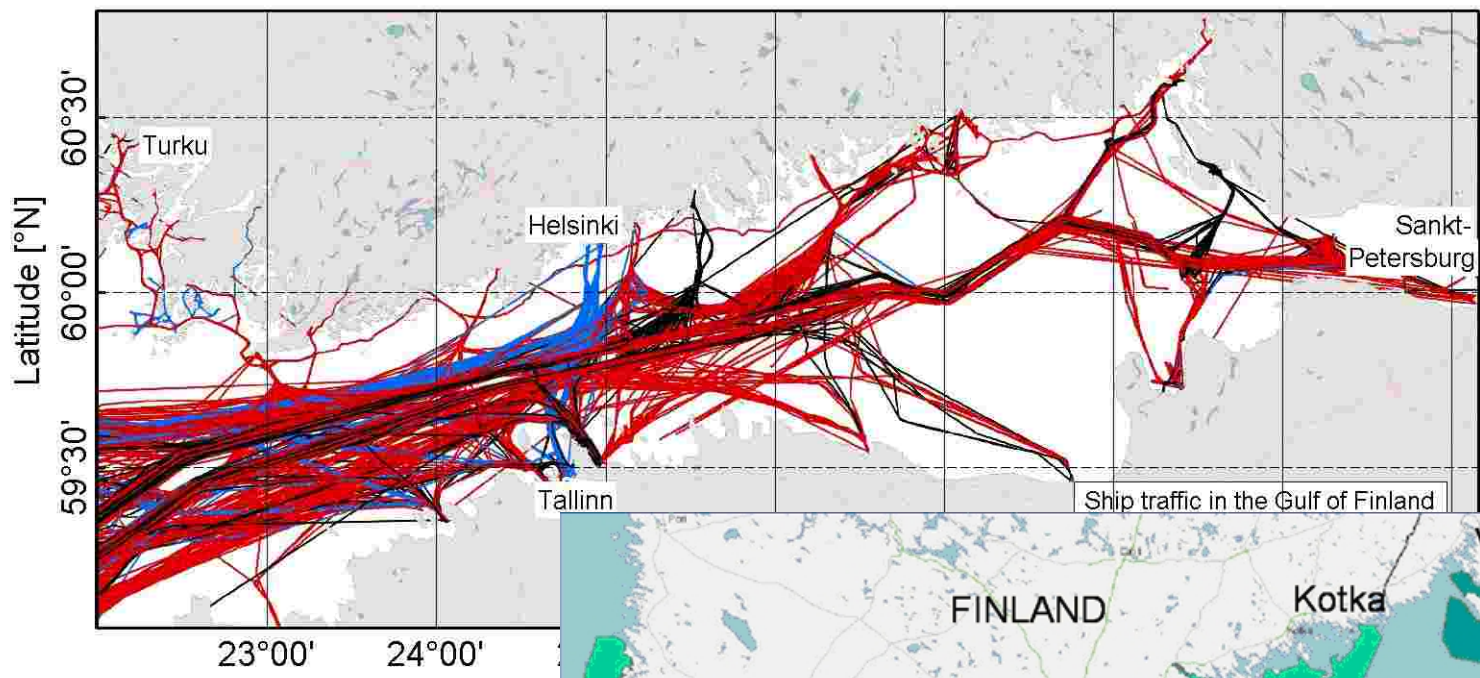 Latitude [°N]
60°30'
60°00'
59°30'
Turku
Helsinki
Sankt-
Petersburg
Tallinn
Ship traffic in the Gulf of Finland
23°00'
24°00'
FINLAND
Kotka